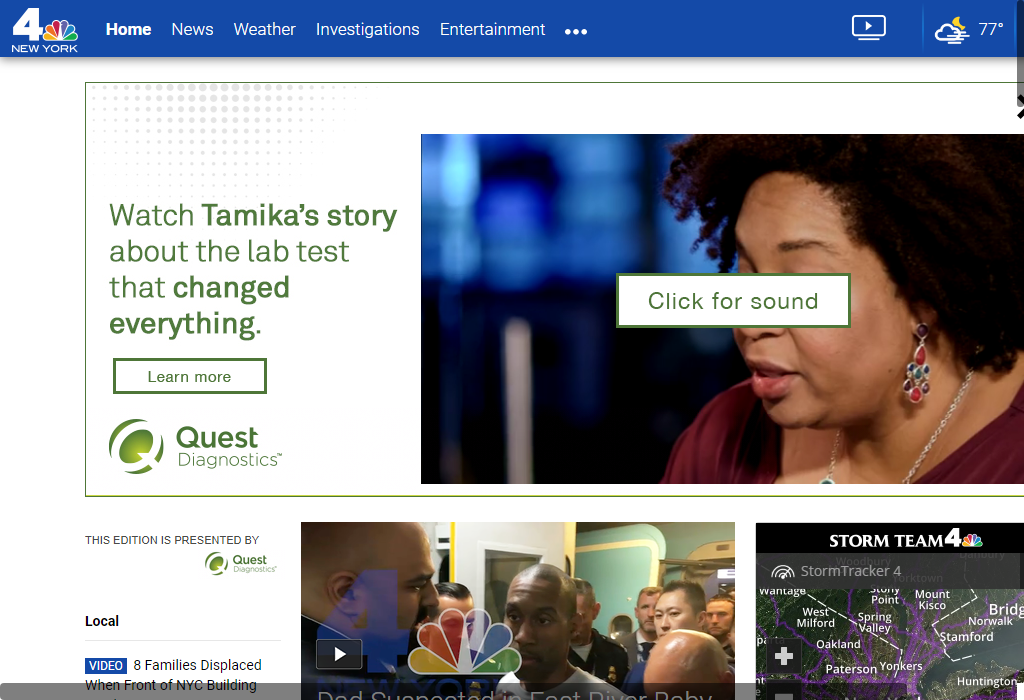 4
NEW YORK
Home News Weather Investigations Entertainment
77°
Watch Tamika's story
about the lab test
that changed
everything.
Learn more
Quest
Diagnostics™
Click for sound
THIS EDITION IS PRESENTED BY
Quest
Diagnostics
Local
VIDEO 8 Families Displaced
When Front of NYC Building
Dad Suspected in East River Baby
STORM TEAM 4
StormTracker 4
Woodbury
Danbury
Yorktown
Wantage
Stony
Point
Mount
Kisco
Bridg
West
Milford
Spring
Valley
Norwalk
Stamford
Oakland
Paterson
Yonkers
Huntington